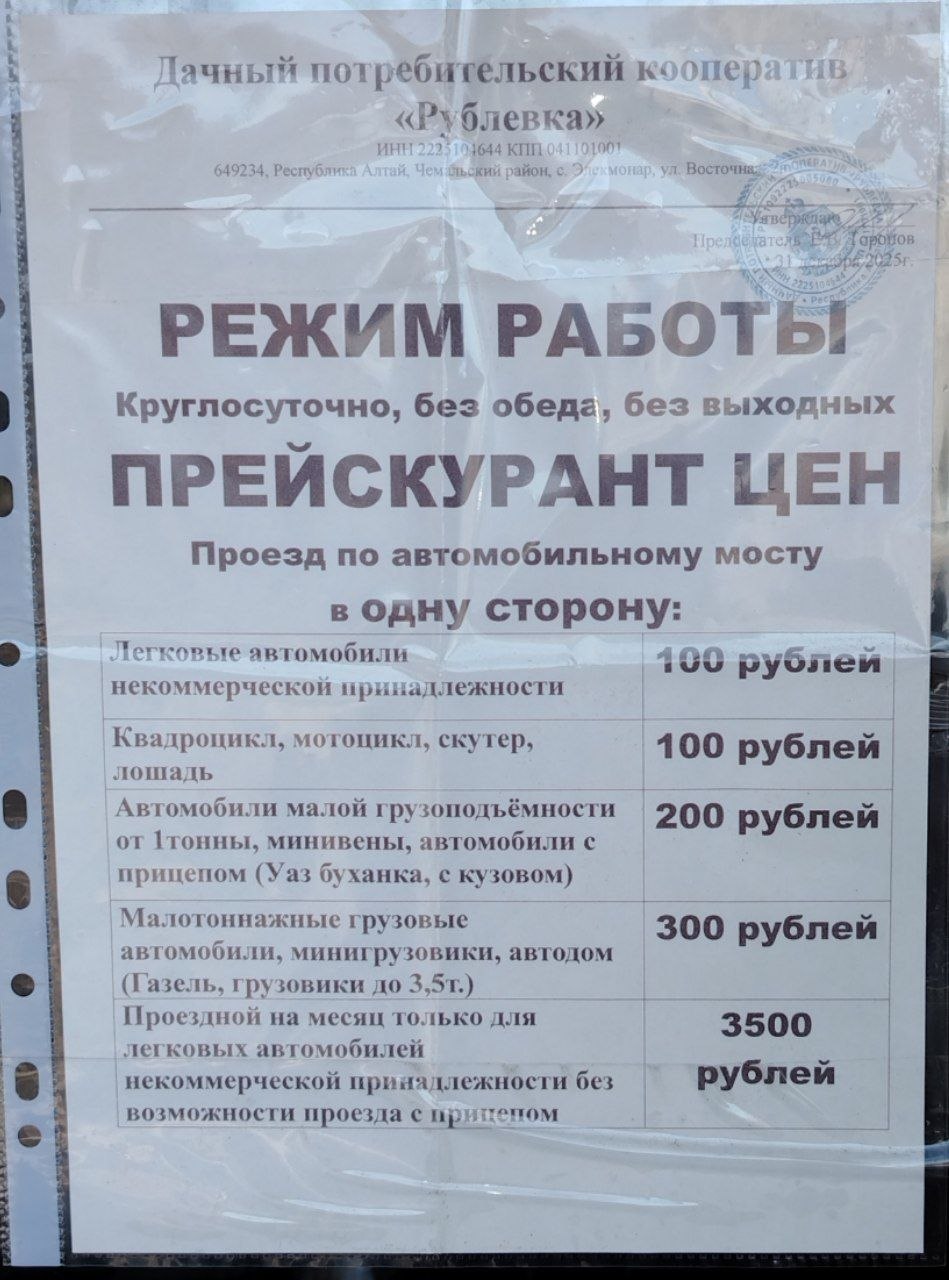 Дачный потребительский кооператив
«Рублевка»
ИНН 2225104644 КПП 041101001
649234, Республика Алтай, Чемальский район, с. Элекмонар, ул. Восточная,
Утверждаю
Председатель Торопов
31 декабря 2025г.
РЕЖИМ РАБОТЫ
Круглосуточно, без обеда, без выходных
ПРЕЙСКУРАНТ ЦЕН
Проезд по автомобильному мосту
в одну сторону:
Легковые автомобили
некоммерческой принадлежности
100 рублей
Квадроцикл, мотоцикл, скутер,
лошадь
100 рублей
Автомобили малой грузоподъёмности
от 1тонны, минивены, автомобили с
прицепом (Уаз буханка, с кузовом)
200 рублей
Малотоннажные грузовые
автомобили, минигрузовики, автодом
(Газель, грузовики до 3,5т.)
300 рублей
Проездной на месяц только для
легковых автомобилей
некоммерческой принадлежности без
возможности проезда с прицепом
3500
рублей